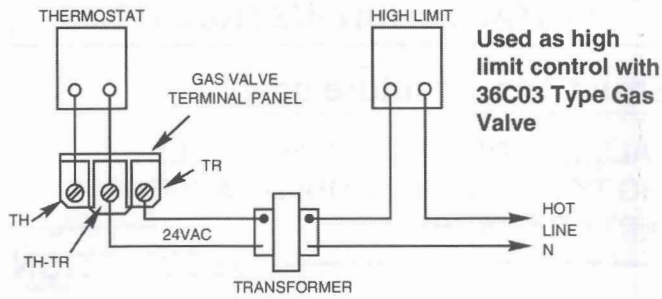 THERMOSTAT
HIGH LIMIT
Used as high
limit control with
36C03 Type Gas
Valve
GAS VALVE
TERMINAL PANEL
TR
TH
TH-TR
24VAC
HOT
LINE
N
TRANSFORMER